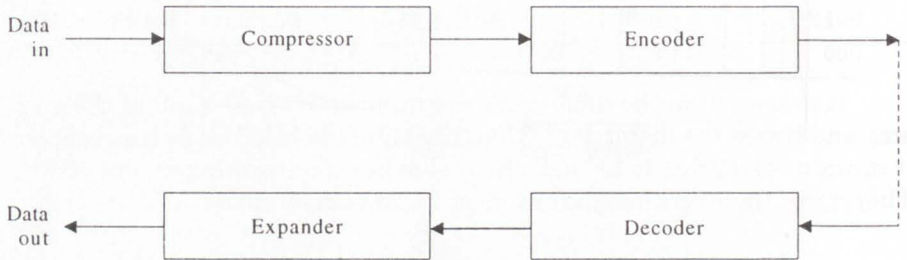 Data
in
Compressor
Encoder
Data
out
Expander
Decoder